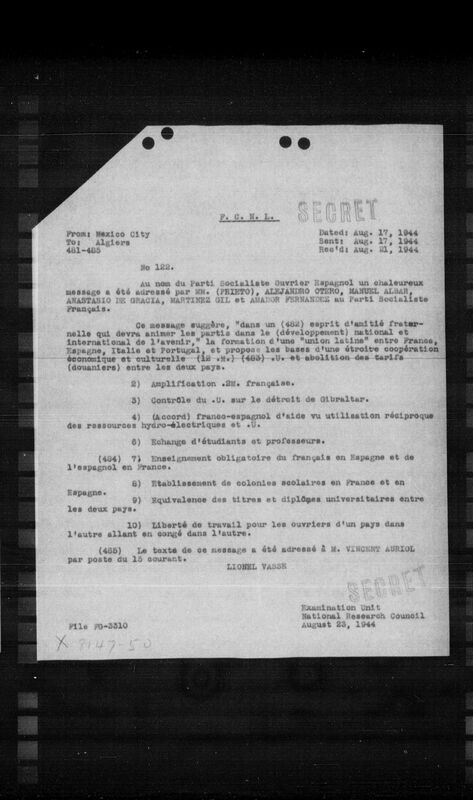 F. C. N. L.
SECRET
From: Mexico City
Dated: Aug. 17, 1944
To: Algiers
Sent: Aug. 17, 1944
481-485
Rec'd: Aug. 21, 1944
No 122.
Au nom du Parti Socialiste Ouvrier Espagnol un chaleureux
message a été adressé par MM. (PRIETO), ALEJANDRO OTERO, MANUEL ALBAR,
ANASTASIO DE GRACIA, MARTINEZ GIL et AMADOR FERNANDEZ au Parti Socialiste
Français.
Ce message suggère, "dans un (482) esprit d'amitié frater-
nelle qui devra animer les partis dans le (développement) national et
international de l'avenir," la formation d'une "union latine" entre France,
Espagne, Italie et Portugal, et propose les bases d'une étroite coopération
économique et culturelle (12 .M.) (483) .U. et abolition des tarifs
(douaniers) entre les deux pays.
2) Amplification .2M. française.
3) Contrôle du .U. sur le détroit de Gibraltar.
4) (Accord) franco-espagnol d'aide vu utilisation réciproque
des ressources hydro-électriques et .U.
6) Echange d'étudiants et professeurs.
(484) 7) Enseignement obligatoire du français en Espagne et de
l'espagnol en France.
8) Etablissement de colonies scolaires en France et en
Espagne.
9) Equivalence des titres et diplômes universitaires entre
les deux pays.
10) Liberté de travail pour les ouvriers d'un pays dans
l'autre allant en congé dans l'autre.
(485) Le texte de ce message a été adressé à M. VINCENT AURIOL
par poste du 15 courant.
LIONEL VASSE
SECRET
Examination Unit
National Research Council
File FG-3310
August 23, 1944
X 3747-50